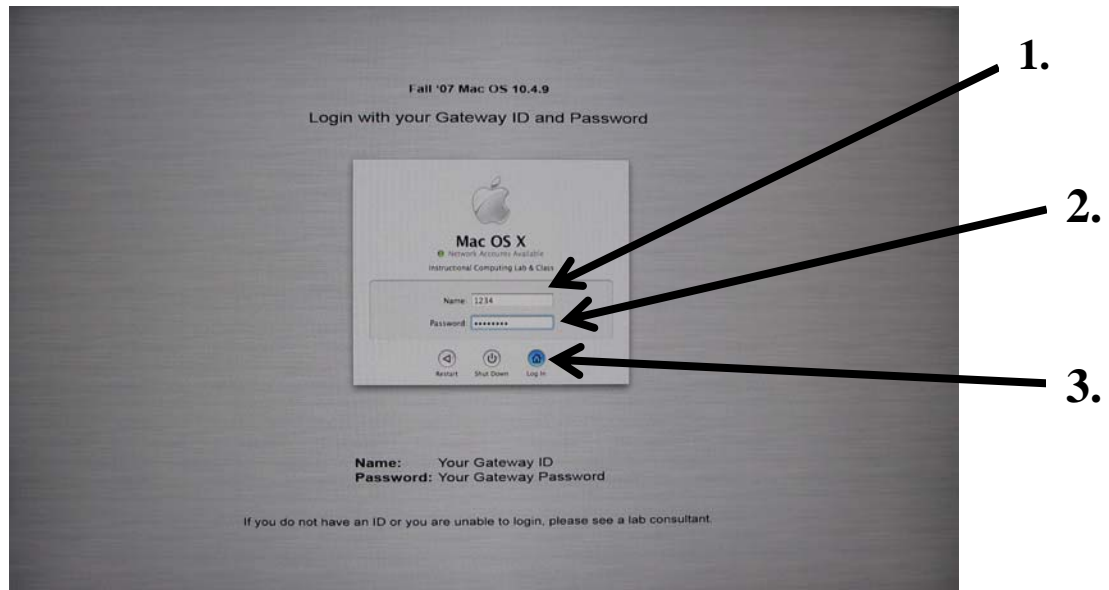 1.
Fall '07 Mac OS 10.4.9
Login with your Gateway ID and Password
2.
Mac OS X
Network Accounts Available
Instructional Computing Lab & Class
Name: 1234
Password: ••••••••
Restart Shut Down Log In
3.
Name: Your Gateway ID
Password: Your Gateway Password
If you do not have an ID or you are unable to login, please see a lab consultant.